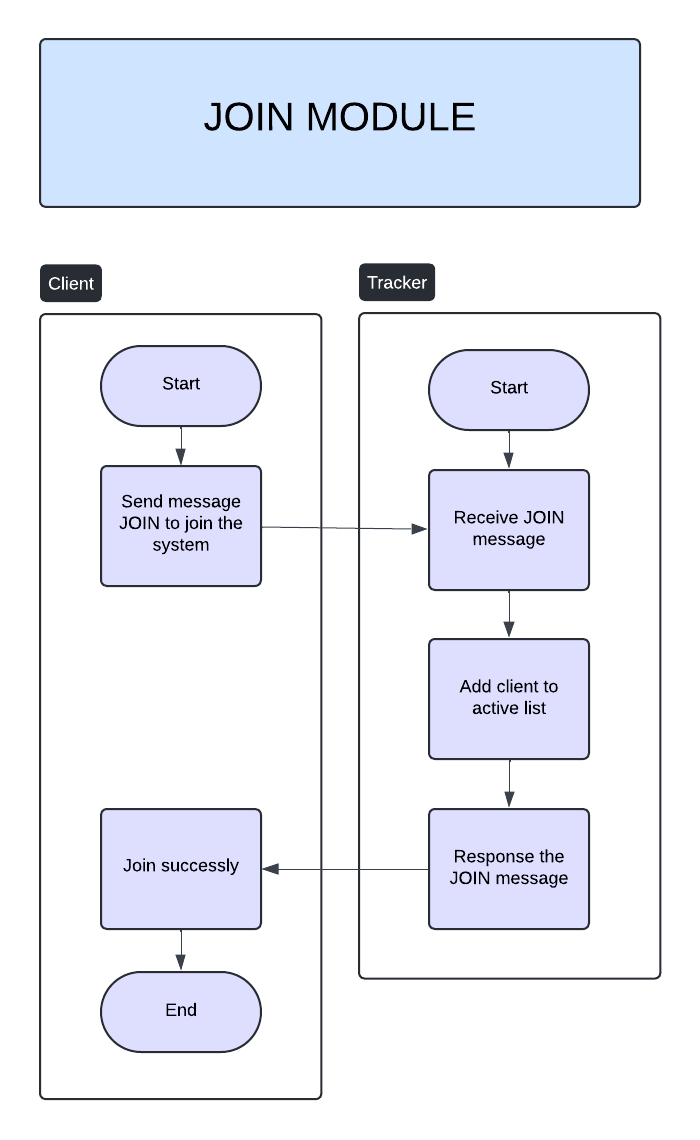 JOIN MODULE
Client
Tracker
Start
Start
Send message
JOIN to join the
system
Receive JOIN
message
Add client to
active list
Join successly
Response the
JOIN message
End